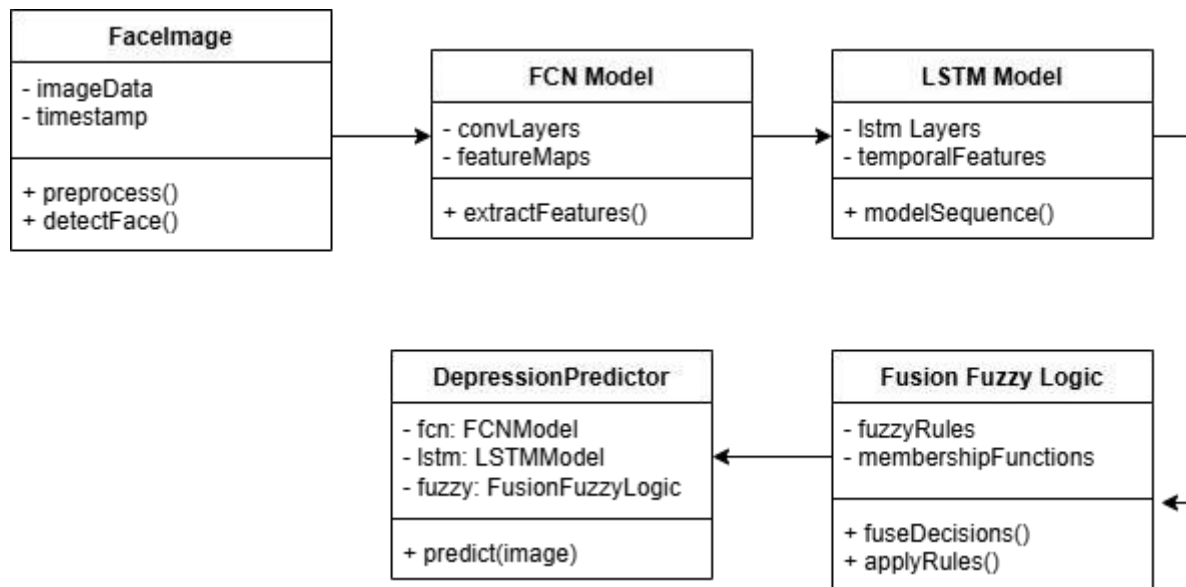 FaceImage
- imageData
- timestamp
+ preprocess()
+ detectFace()
FCN Model
- convLayers
- featureMaps
+ extractFeatures()
LSTM Model
- lstm Layers
- temporalFeatures
+ modelSequence()
DepressionPredictor
- fcn: FCNModel
- lstm: LSTMModel
- fuzzy: FusionFuzzyLogic
+ predict(image)
Fusion Fuzzy Logic
- fuzzyRules
- membershipFunctions
+ fuseDecisions()
+ applyRules()